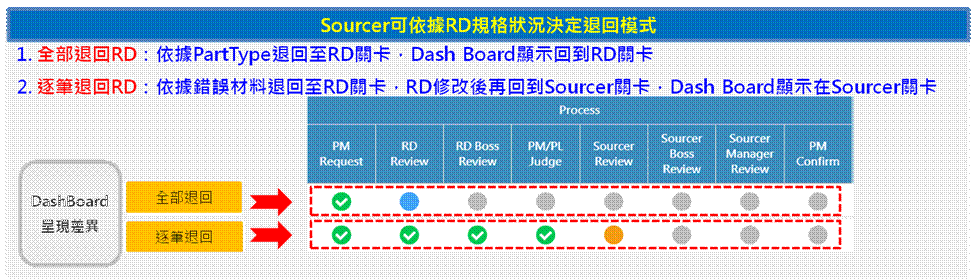 Sourcer可依據RD規格狀況決定退回模式
1. 全部退回RD：依據PartType退回至RD關卡，Dash Board顯示回到RD關卡
2. 逐筆退回RD：依據錯誤材料退回至RD關卡，RD修改後再回到Sourcer關卡，Dash Board顯示在Sourcer關卡
Process
PM Request
RD Review
RD Boss Review
PM/PL Judge
Sourcer Review
Sourcer Boss Review
Sourcer Manager Review
PM Confirm
DashBoard
呈現差異
全部退回
逐筆退回